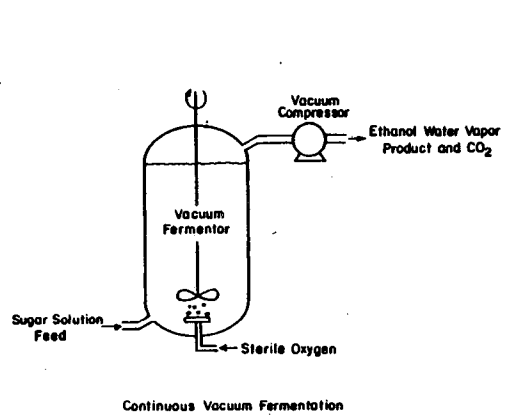 Vacuum
Compressor
Ethanol Water Vapor
Product and CO₂
Vacuum
Fermentor
Sugar Solution
Feed
Sterile Oxygen
Continuous Vacuum Fermentation